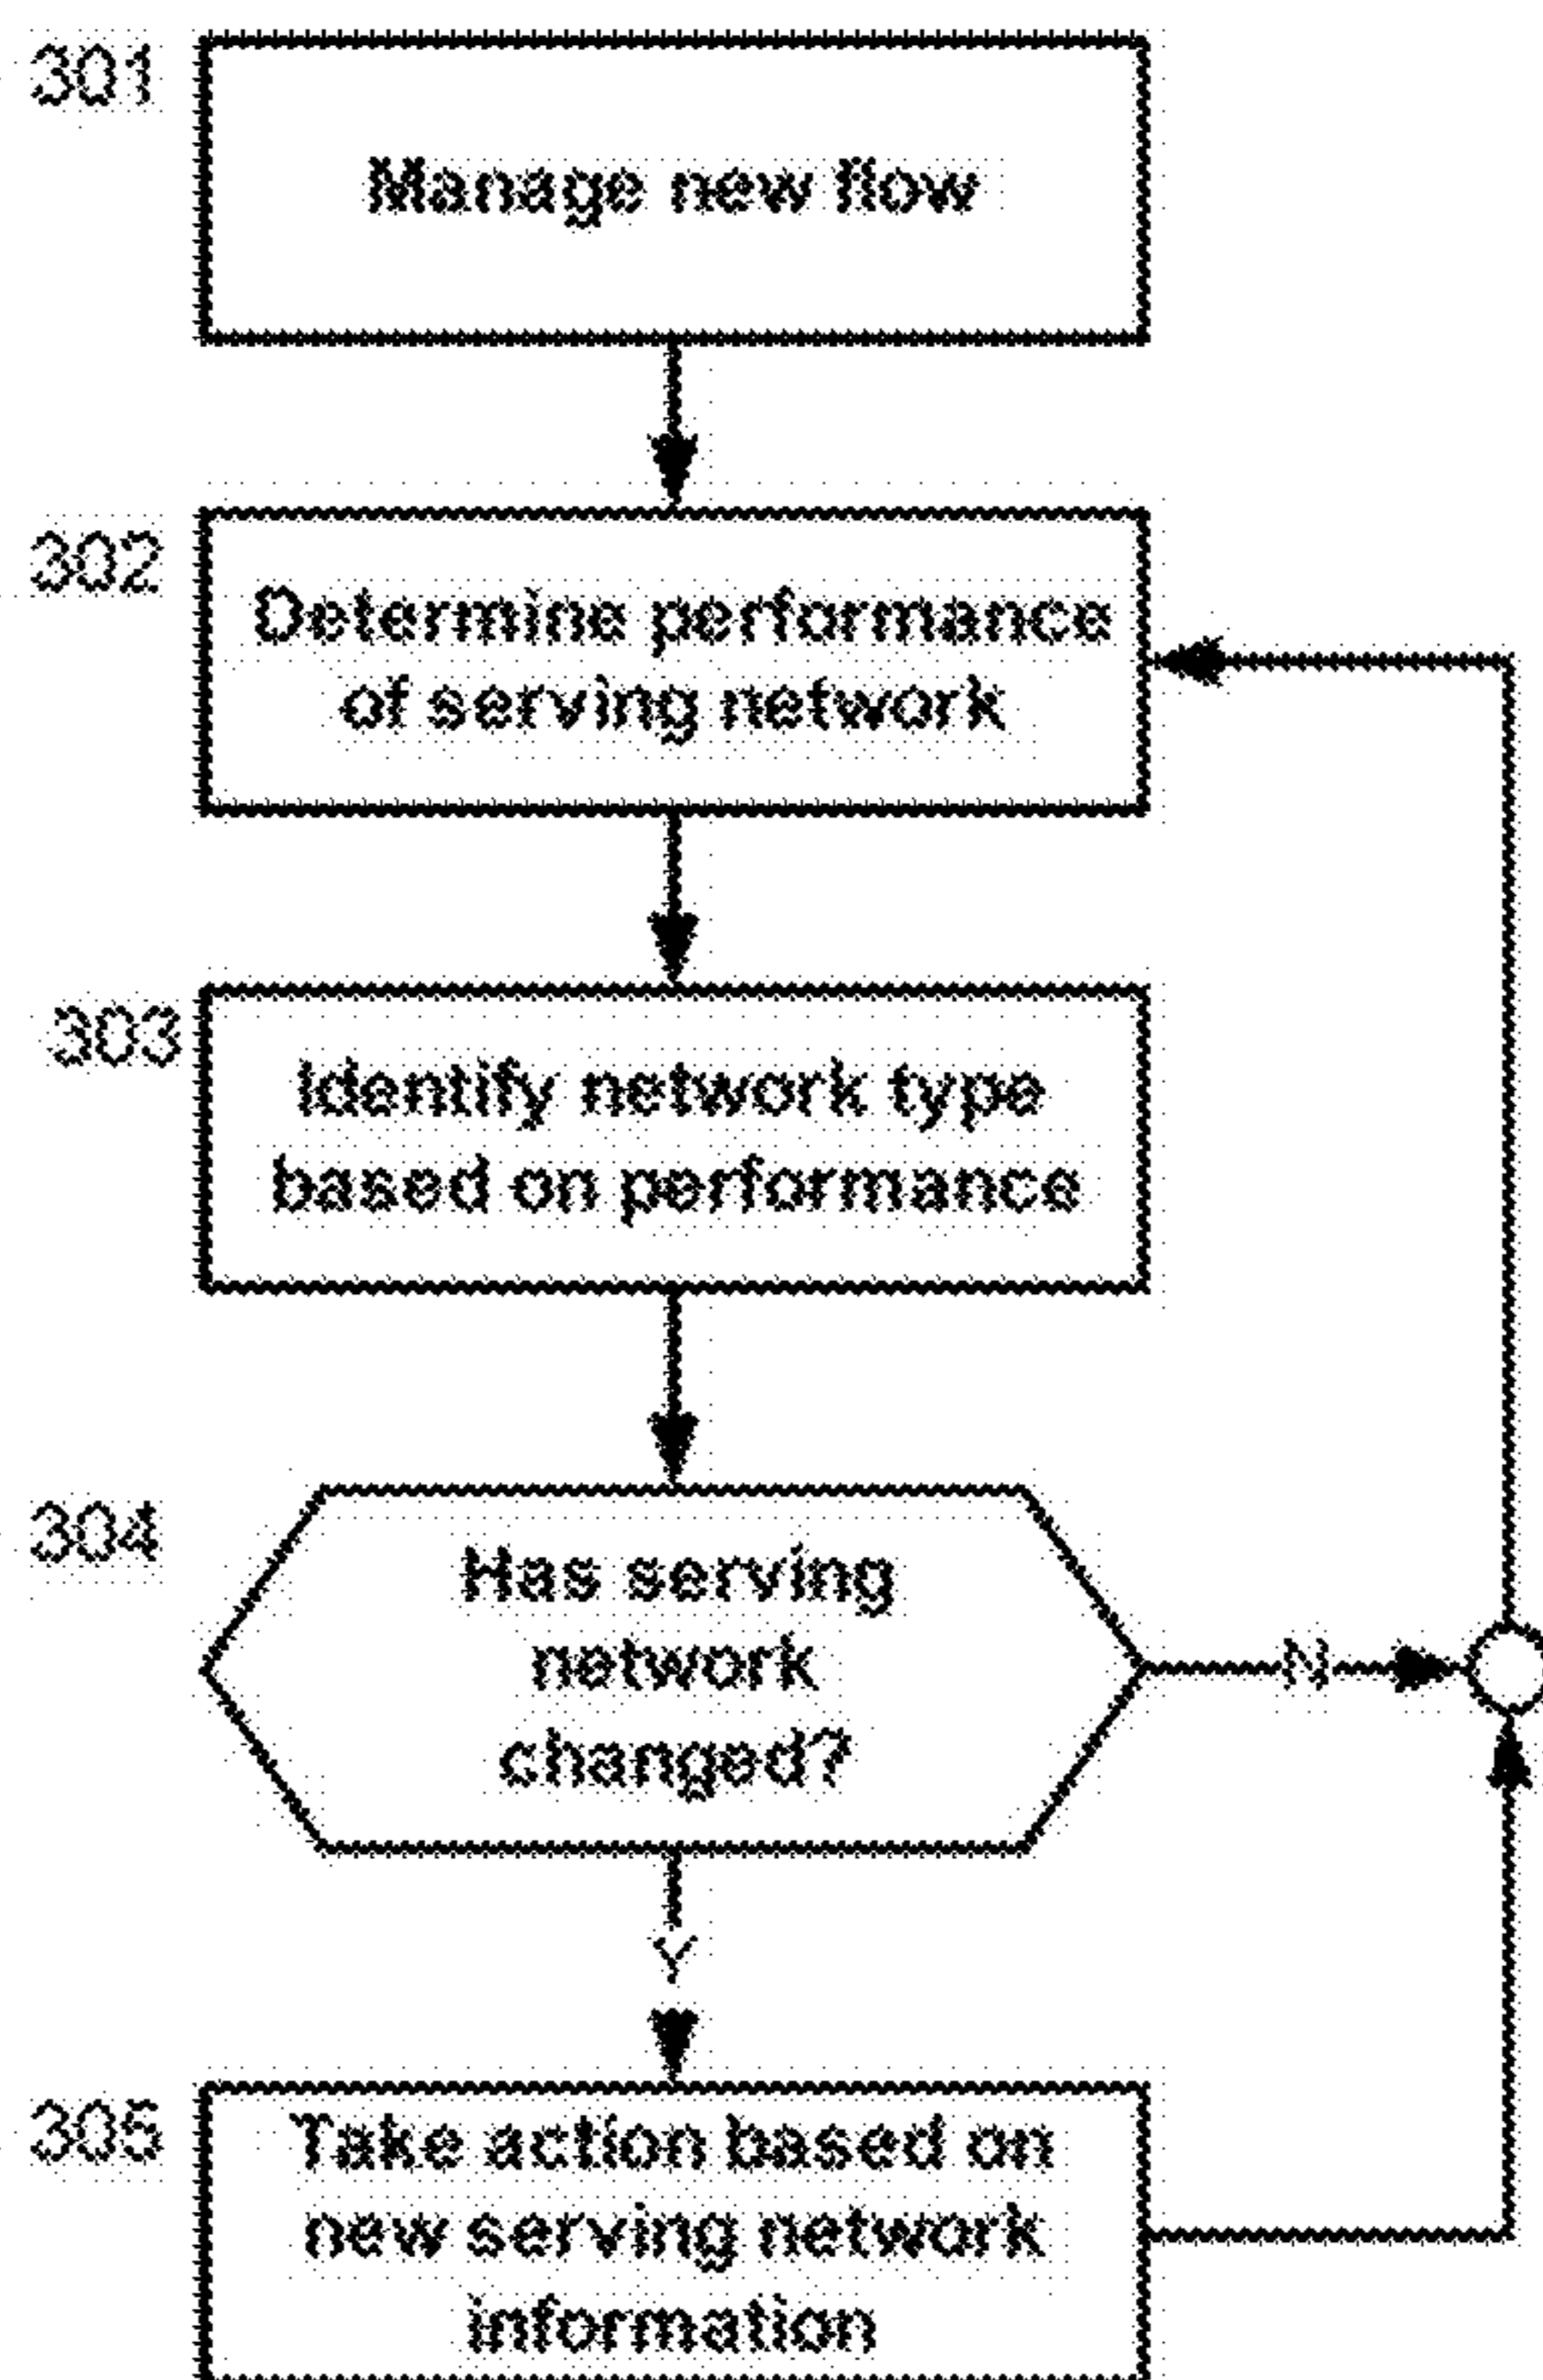 301
Manage new flow
302
Determine performance
of serving network
303
Identify network type
based on performance
304
Has serving
network
changed?
N
Y
305
Take action based on
new serving network
information